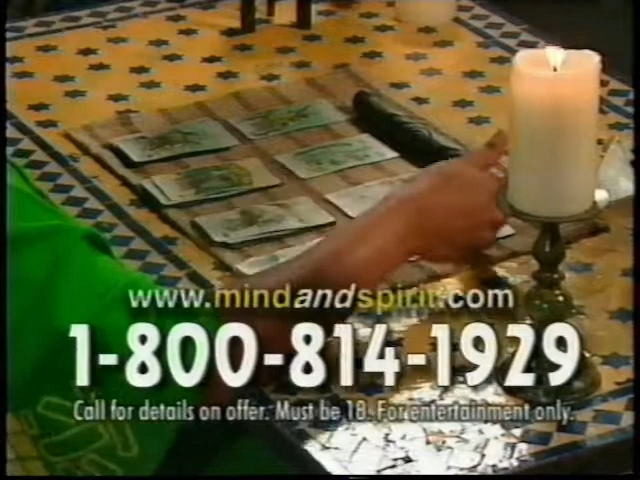 www.mindandspirit.com
1-800-814-1929
Call for details on offer. Must be 18. For entertainment only.